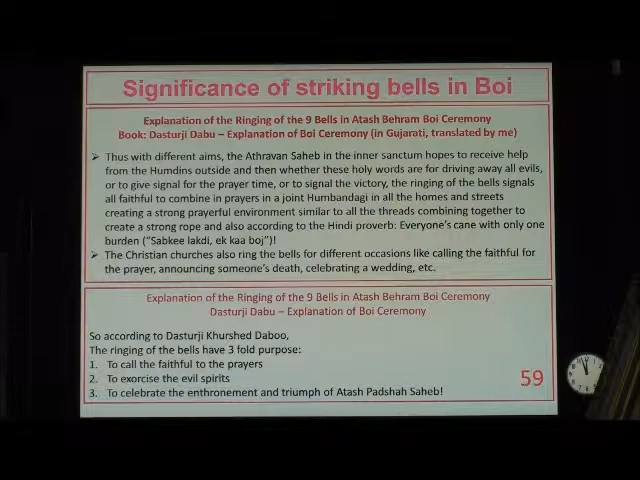 Significance of striking bells in Boi
Explanation of the Ringing of the 9 Bells in Atash Behram Boi Ceremony
Book: Dasturji Dabu – Explanation of Boi Ceremony (in Gujarati, translated by me)
➢ Thus with different aims, the Athravan Saheb in the inner sanctum hopes to receive help
from the Humdins outside and then whether these holy words are for driving away all evils,
or to give signal for the prayer time, or to signal the victory, the ringing of the bells signals
all faithful to combine in prayers in a joint Humbandagi in all the homes and streets
creating a strong prayerful environment similar to all the threads combining together to
create a strong rope and also according to the Hindi proverb: Everyone's cane with only one
burden ("Sabkee lakdi, ek kaa boj")!
➢ The Christian churches also ring the bells for different occasions like calling the faithful for
the prayer, announcing someone's death, celebrating a wedding, etc.
Explanation of the Ringing of the 9 Bells in Atash Behram Boi Ceremony
Dasturji Dabu – Explanation of Boi Ceremony
So according to Dasturji Khurshed Daboo,
The ringing of the bells have 3 fold purpose:
1. To call the faithful to the prayers
2. To exorcise the evil spirits
3. To celebrate the enthronement and triumph of Atash Padshah Saheb!
59